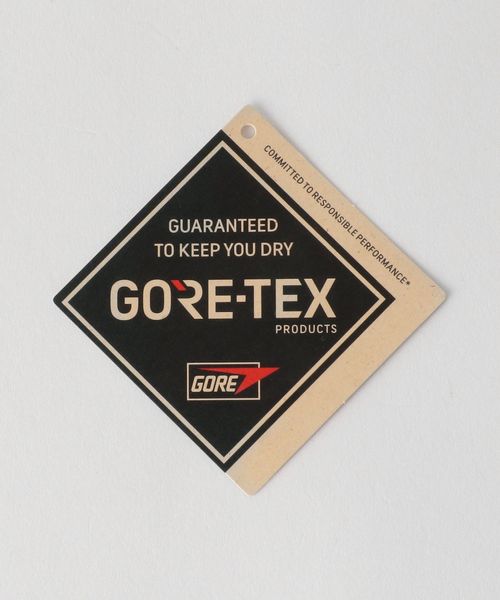 COMMITTED TO RESPONSIBLE PERFORMANCE*
GUARANTEED
TO KEEP YOU DRY
GORE-TEX
PRODUCTS
GORE